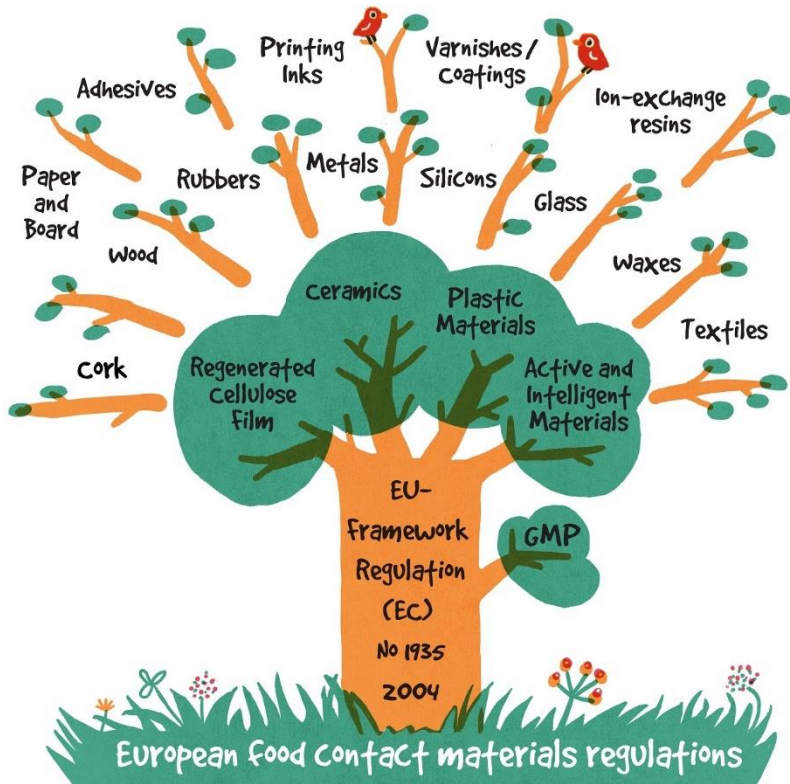 Printing
Inks
Varnishes/
Coatings
Adhesives
Ion-exchange
resins
Paper
and
Board
Rubbers
Metals
Silicons
Glass
Wood
Waxes
Textiles
Cork
Ceramics
Plastic
Materials
Regenerated
Cellulose
Film
Active and
Intelligent
Materials
EU-
Framework
Regulation
(EC)
No 1935
2004
GMP
European food contact materials regulations